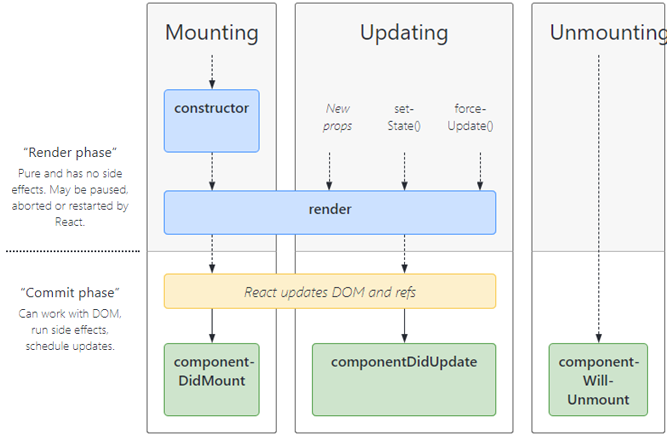 Mounting
Updating
Unmounting
constructor
New
props
set-
State()
force-
Update()
“Render phase”
Pure and has no side
effects. May be paused,
aborted or restarted by
React.
render
“Commit phase”
Can work with DOM,
run side effects,
schedule updates.
React updates DOM and refs
component-
DidMount
componentDidUpdate
component-
Will-
Unmount